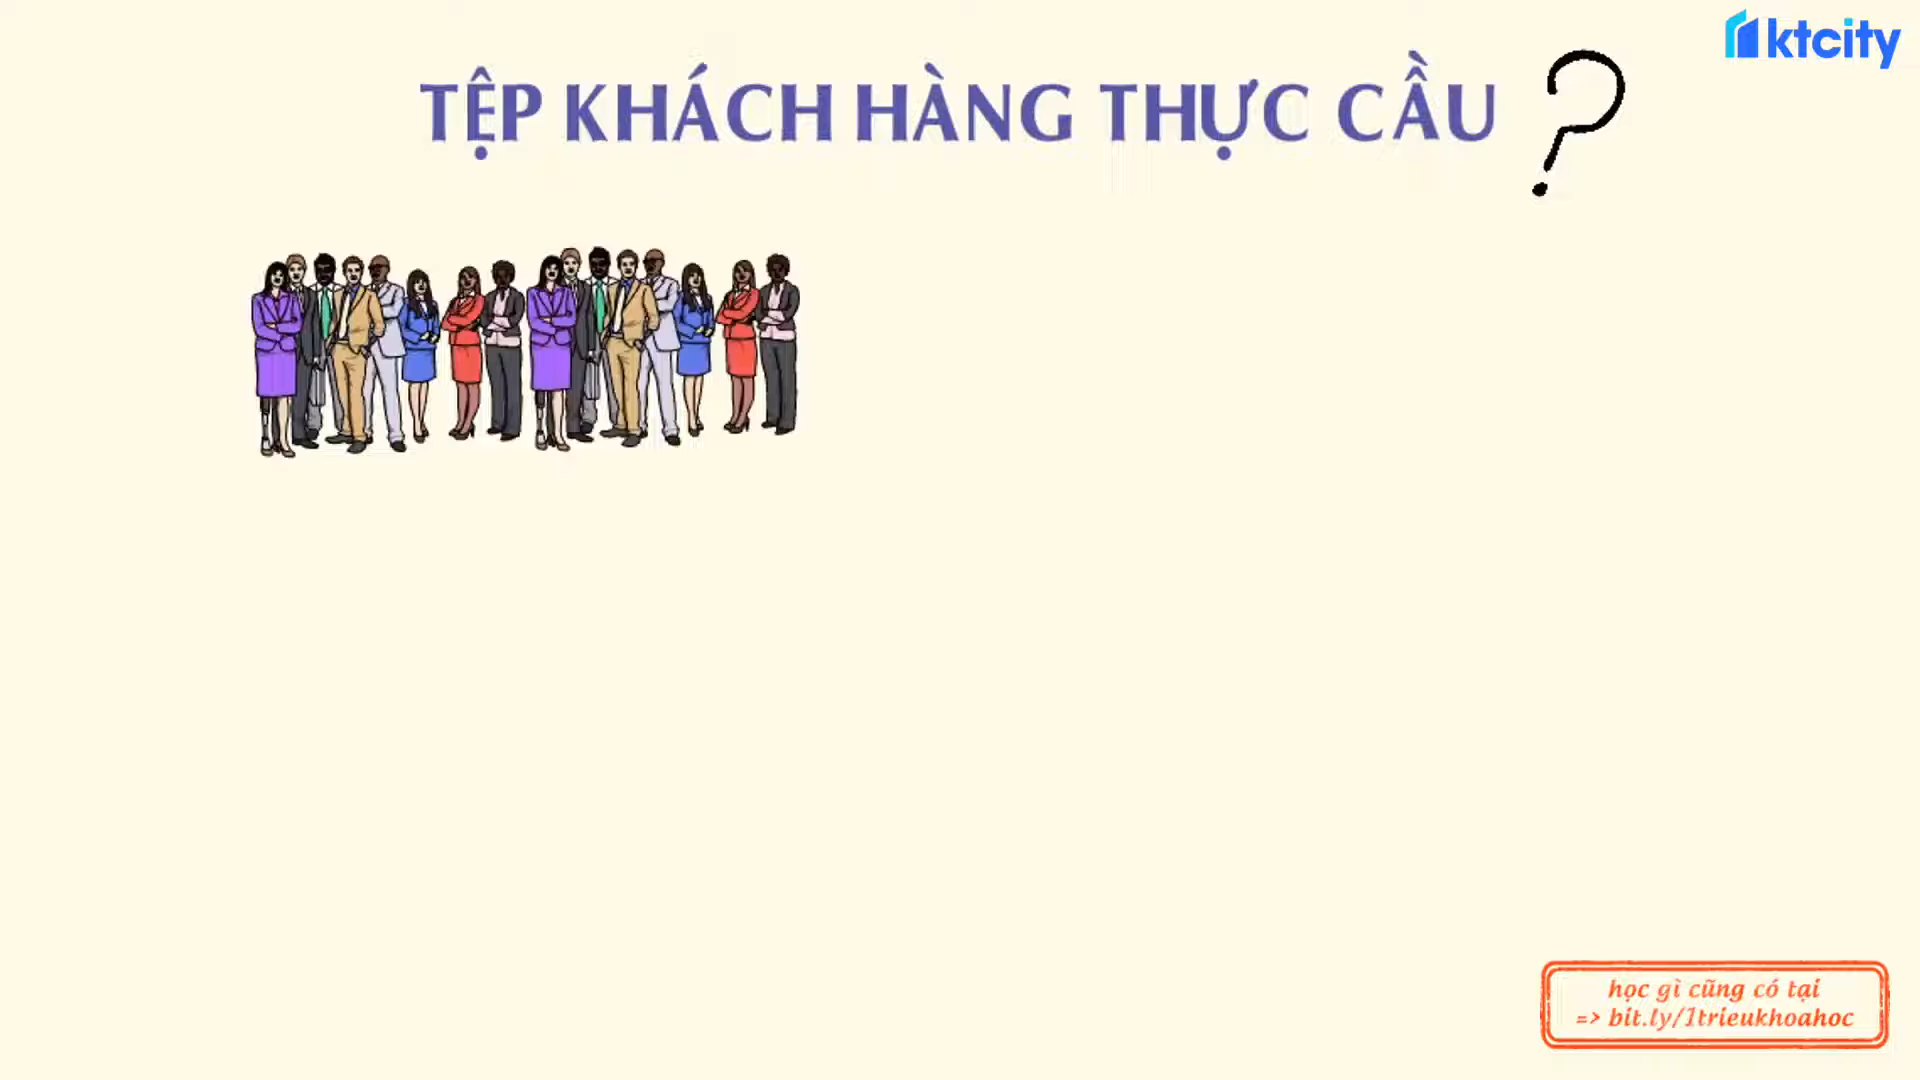 ktcity
TỆP KHÁCH HÀNG THỰC CẦU ?
học gì cũng có tại
=> bit.ly/1trieukhoahoc